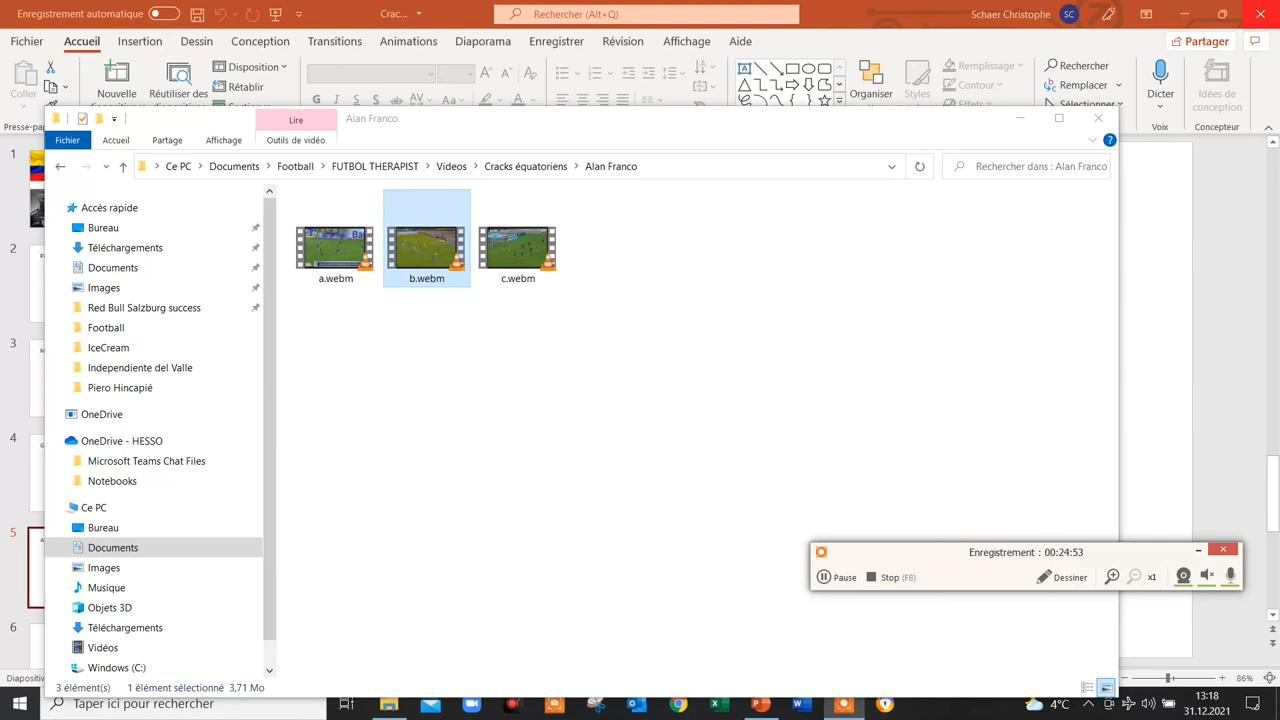 Enregistrement automatique
Crac...
Rechercher (Alt+Q)
Schaer Christophe
SC
Fichier
Accueil
Insertion
Dessin
Conception
Transitions
Animations
Diaporama
Enregistrer
Révision
Affichage
Aide
Partager
Coller
Nouvelle
Réutiliser des
Disposition
Rétablir
G
I
S
S
ab
AV
Aa
A
Organiser
Styles
Remplissage
Contour
Effets
Rechercher
Remplacer
Sélectionner
Dicter
Idées de
conception
Presse-pap
Voix
Concepteur
Lire
Alan Franco
Fichier
Accueil
Partage
Affichage
Outils de vidéo
Ce PC
Documents
Football
FUTBOL THERAPIST
Videos
Cracks équatoriens
Alan Franco
Rechercher dans : Alan Franco
Accès rapide
Bureau
Téléchargements
Documents
Images
Red Bull Salzburg success
Football
IceCream
Independiente del Valle
Piero Hincapié
OneDrive
OneDrive - HESSO
Microsoft Teams Chat Files
Notebooks
Ce PC
Bureau
Documents
Images
Musique
Objets 3D
Téléchargements
Vidéos
Windows (C:)
a.webm
b.webm
c.webm
1
2
3
4
5
6
Enregistrement : 00:24:53
Pause
Stop (F8)
Dessiner
x1
3 élément(s)
1 élément sélectionné 3,71 Mo
Diapositiv
86%
Taper ici pour rechercher
4°C
13:18
31.12.2021